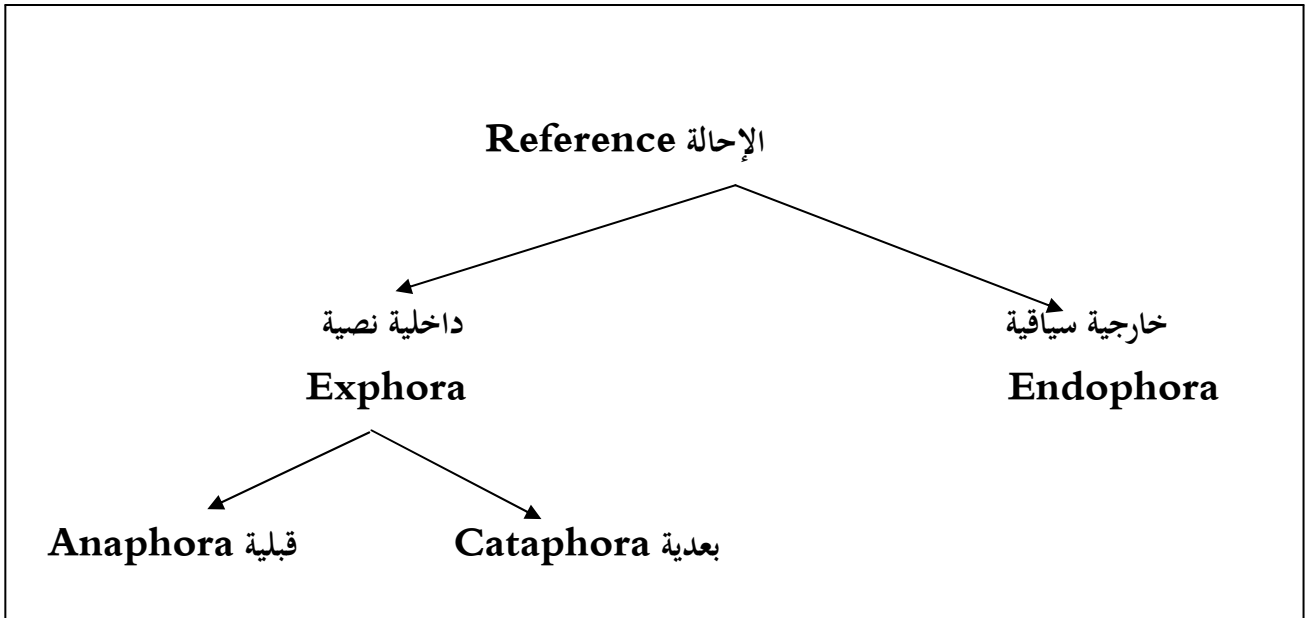 الإحالة Reference
داخلية نصية
خارجية سياقية
Exphora
Endophora
قبلية Anaphora
بعدية Cataphora